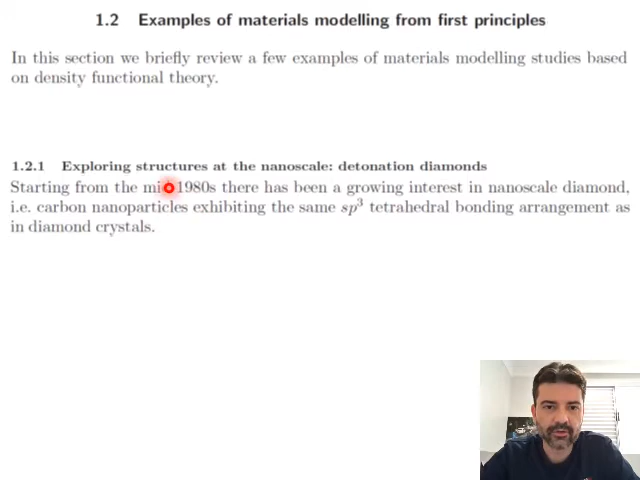 1.2 Examples of materials modelling from first principles
In this section we briefly review a few examples of materials modelling studies based
on density functional theory.
1.2.1 Exploring structures at the nanoscale: detonation diamonds
Starting from the 1980s there has been a growing interest in nanoscale diamond,
i.e. carbon nanoparticles exhibiting the same sp³ tetrahedral bonding arrangement as
in diamond crystals.